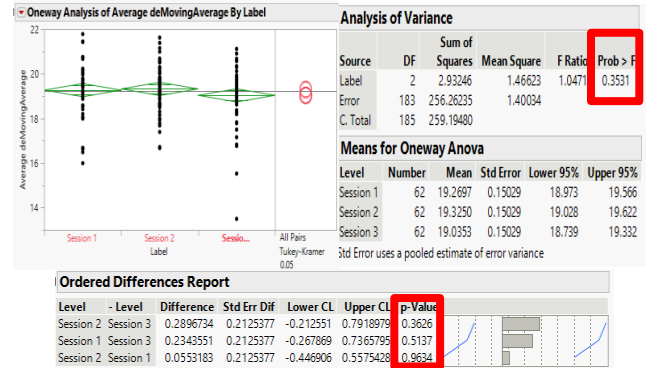 Oneway Analysis of Average deMovingAverage By Label
22
20
18
16
14
Average deMovingAverage
Session 1 Session 2 Sessio... All Pairs
Label Tukey-Kramer
0.05
Analysis of Variance
Sum of
Source DF Squares Mean Square F Ratio Prob > F
Label 2 2.93246 1.46623 1.0471 0.3531
Error 183 256.26235 1.40034
C. Total 185 259.19480
Means for Oneway Anova
Level Number Mean Std Error Lower 95% Upper 95%
Session 1 62 19.2697 0.15029 18.973 19.566
Session 2 62 19.3250 0.15029 19.028 19.622
Session 3 62 19.0353 0.15029 18.739 19.332
Std Error uses a pooled estimate of error variance
Ordered Differences Report
Level - Level Difference Std Err Dif Lower CL Upper CL p-Value
Session 2 Session 3 0.2896734 0.2125377 -0.212551 0.7918979 0.3626
Session 1 Session 3 0.2343551 0.2125377 -0.267869 0.7365795 0.5137
Session 2 Session 1 0.0553183 0.2125377 -0.446906 0.5575428 0.9634